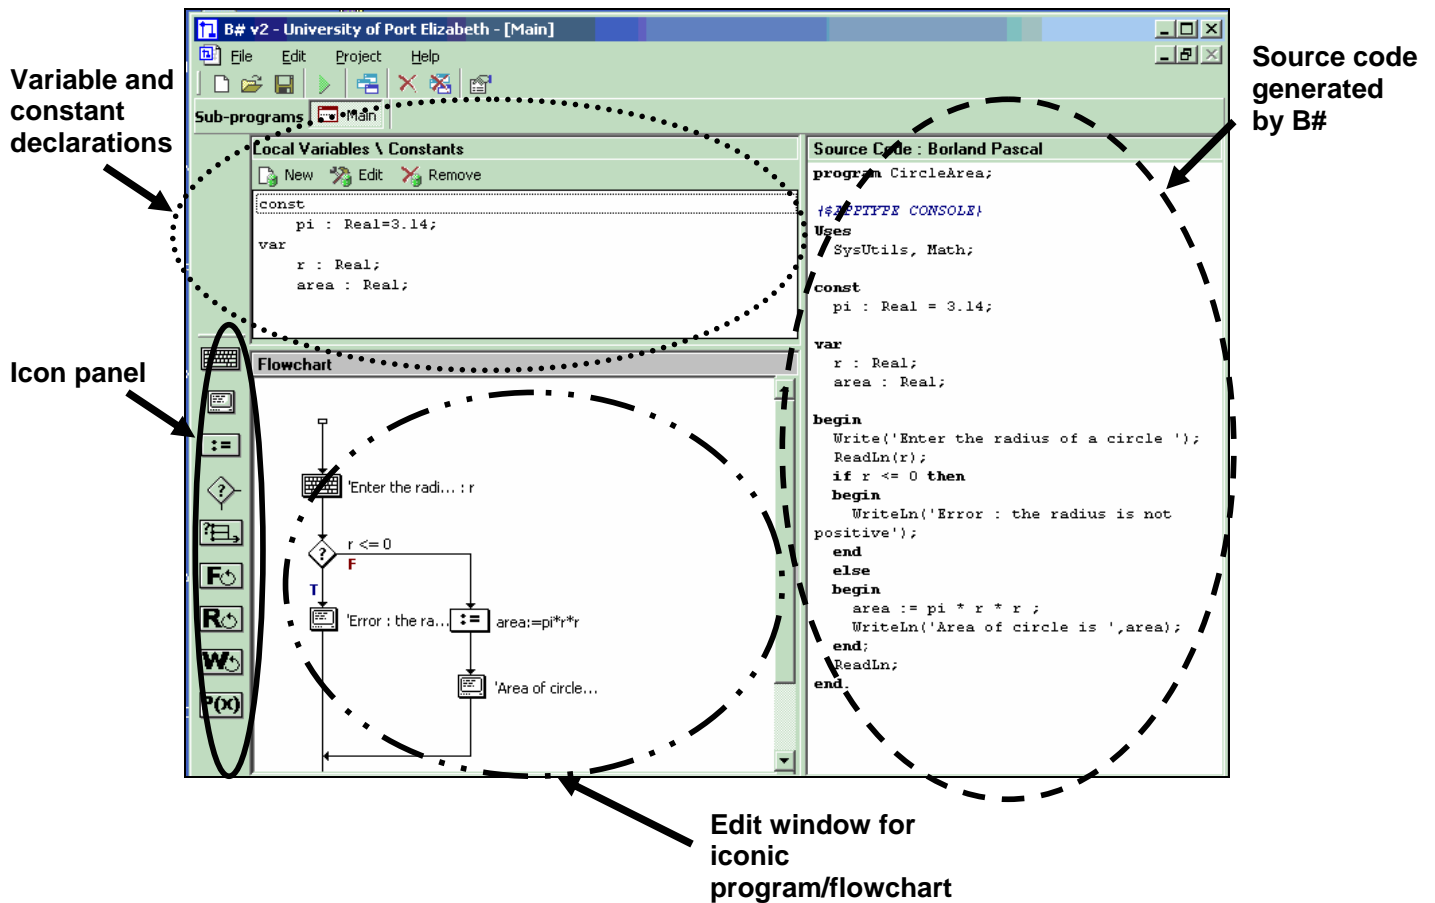 B# v2 - University of Port Elizabeth - [Main]
File Edit Project Help
Sub-programs •Main
Variable and
constant
declarations
Source code
generated
by B#
Local Variables \ Constants
New Edit Remove
const
pi : Real=3.14;
var
r : Real;
area : Real;
Icon panel
:=
?
?
F
R
W
P(x)
Flowchart
'Enter the radi... : r
? r <= 0
F
T
'Error : the ra... := area:=pi*r*r
'Area of circle...
Source Code : Borland Pascal
program CircleArea;
{$APPTYPE CONSOLE}
Uses
SysUtils, Math;
const
pi : Real = 3.14;
var
r : Real;
area : Real;
begin
Write('Enter the radius of a circle ');
ReadLn(r);
if r <= 0 then
begin
WriteLn('Error : the radius is not
positive');
end
else
begin
area := pi * r * r ;
WriteLn('Area of circle is ',area);
end;
ReadLn;
end.
Edit window for
iconic
program/flowchart